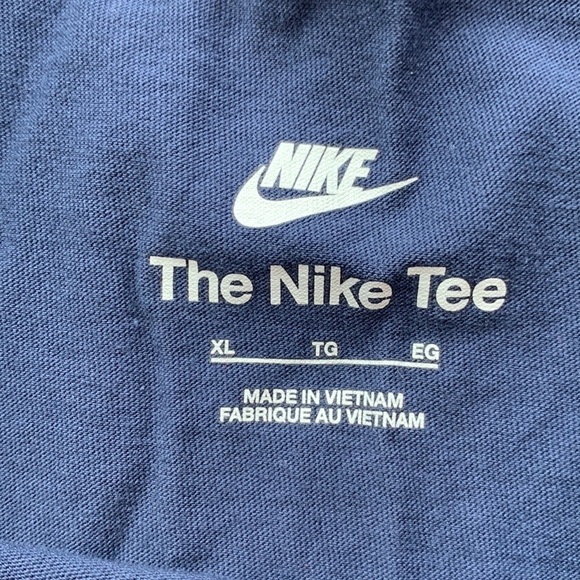 NIKE
The Nike Tee
XL TG EG
MADE IN VIETNAM
FABRIQUE AU VIETNAM